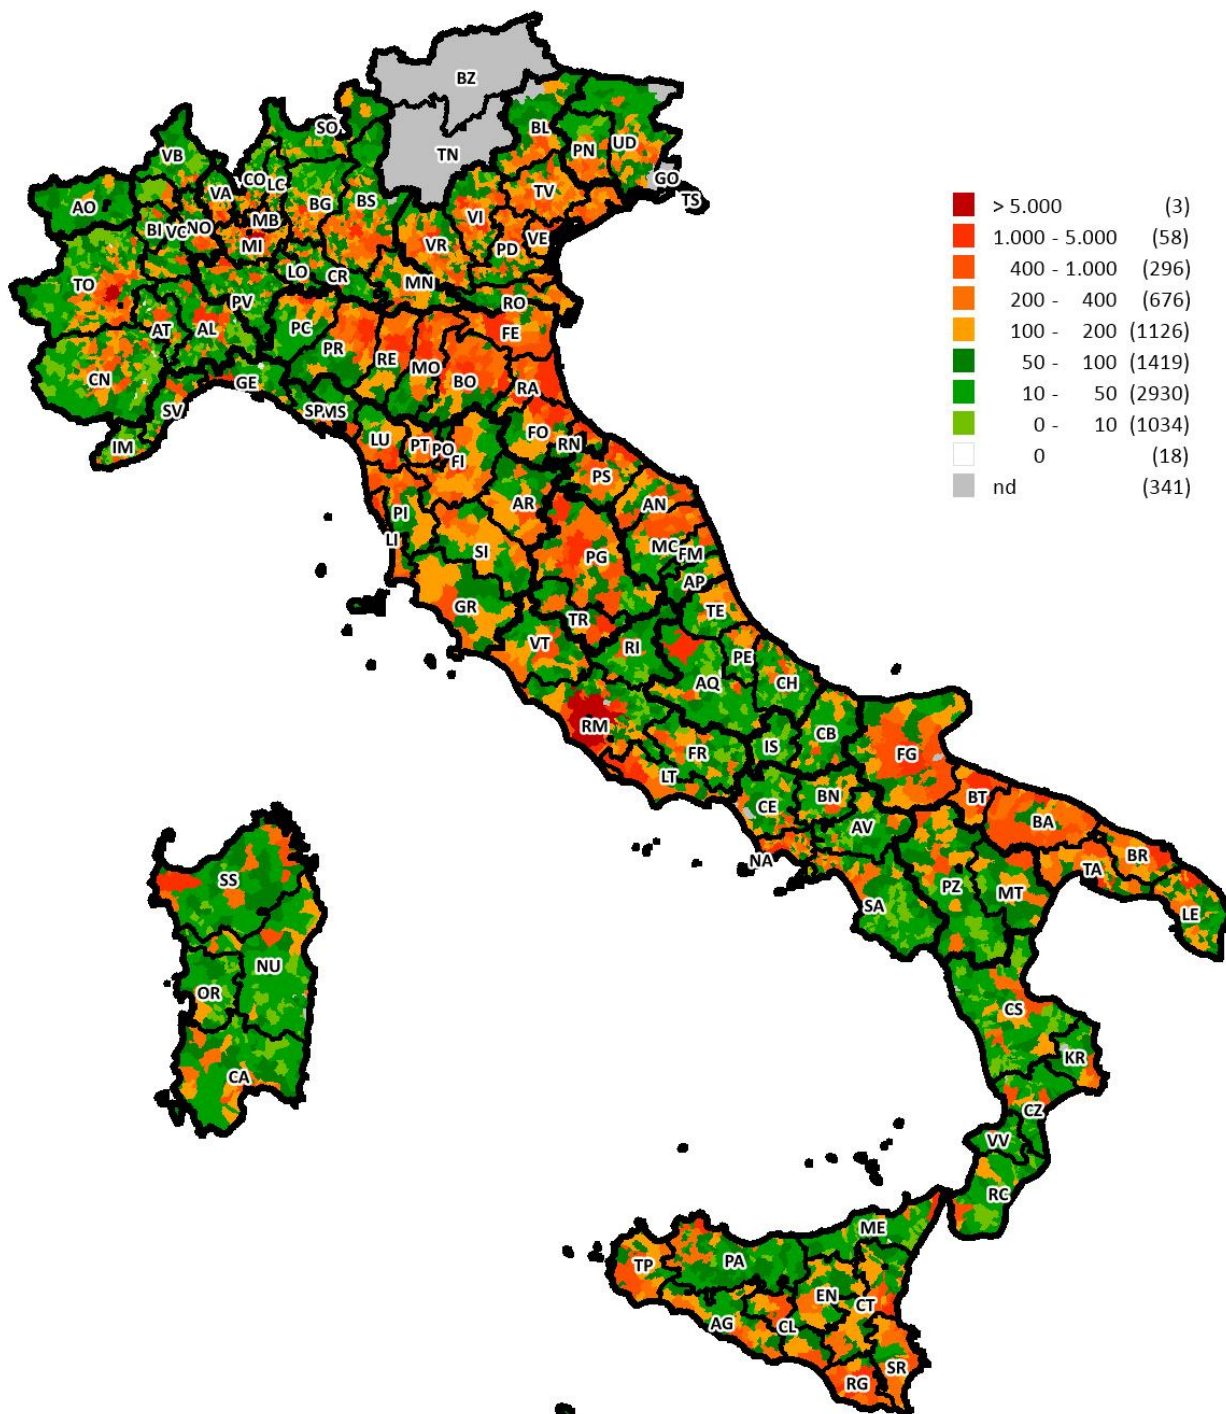 BZ
SO
BL
TN
PN
UD
VB
GO
CO
LC
TS
AO
VA
TV
BG
BS
VI
MB
BI
VC
NO
VE
MI
VR
PD
LO
CR
MN
TO
RO
PV
AT
AL
PC
FE
PR
RE
MO
CN
GE
BO
RA
SV
SP
MS
FO
IM
LU
PT
PO
RN
FI
PS
AR
AN
PI
LI
SI
MC
FM
PG
AP
GR
TE
TR
VT
RI
PE
AQ
CH
RM
CB
IS
FR
FG
LT
BN
BT
CE
BA
AV
NA
BR
TA
SS
PZ
MT
SA
LE
NU
OR
CS
KR
CA
CZ
VV
RC
ME
PA
TP
EN
CT
AG
CL
SR
RG
> 5.000 (3)
1.000 - 5.000 (58)
400 - 1.000 (296)
200 - 400 (676)
100 - 200 (1126)
50 - 100 (1419)
10 - 50 (2930)
0 - 10 (1034)
0 (18)
nd (341)